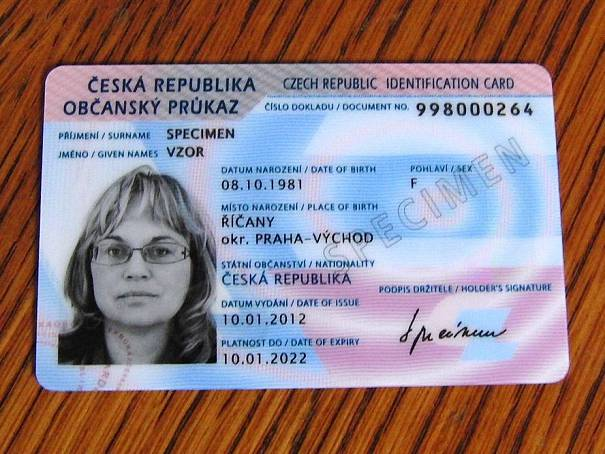 ČESKÁ REPUBLIKA CZECH REPUBLIC IDENTIFICATION CARD
OBČANSKÝ PRŮKAZ ČÍSLO DOKLADU / DOCUMENT NO. 998000264
PŘÍJMENÍ / SURNAME SPECIMEN
JMÉNO / GIVEN NAMES VZOR
DATUM NAROZENÍ / DATE OF BIRTH POHLAVÍ / SEX
08.10.1981 F
MÍSTO NAROZENÍ / PLACE OF BIRTH
ŘÍČANY
okr. PRAHA-VÝCHOD
SPECIMEN
STÁTNÍ OBČANSTVÍ / NATIONALITY
ČESKÁ REPUBLIKA
PODPIS DRŽITELE / HOLDER'S SIGNATURE
DATUM VYDÁNÍ / DATE OF ISSUE
10.01.2012
Specimen
PLATNOST DO / DATE OF EXPIRY
10.01.2022